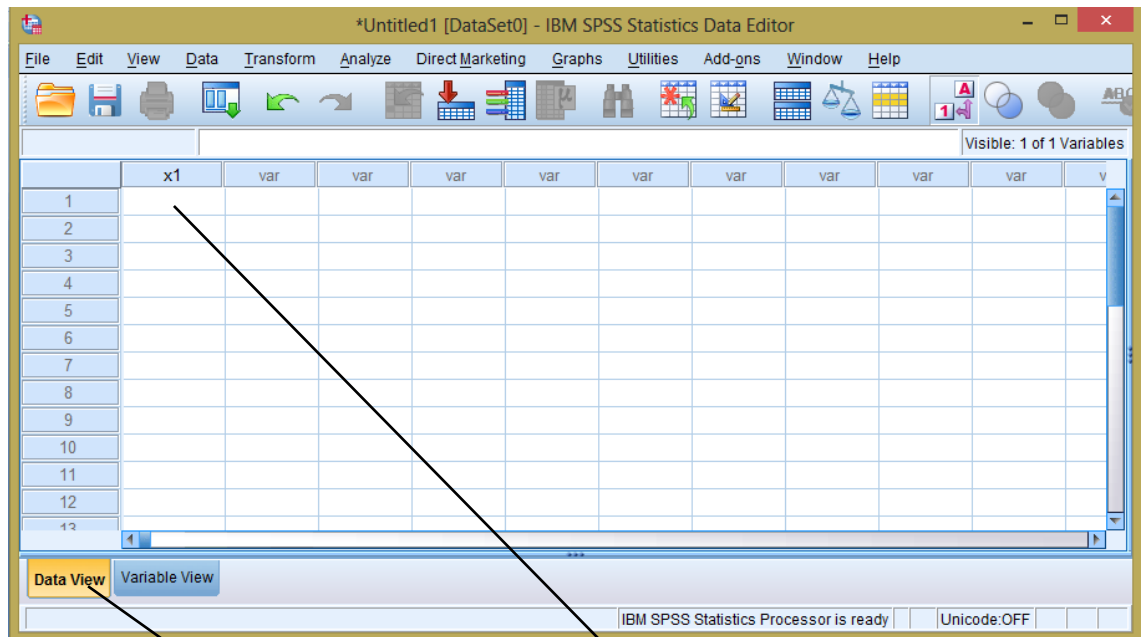 *Untitled1 [DataSet0] - IBM SPSS Statistics Data Editor
File Edit View Data Transform Analyze Direct Marketing Graphs Utilities Add-ons Window Help
Visible: 1 of 1 Variables
x1 var var var var var var var var var v
1
2
3
4
5
6
7
8
9
10
11
12
13
Data View Variable View
IBM SPSS Statistics Processor is ready Unicode:OFF